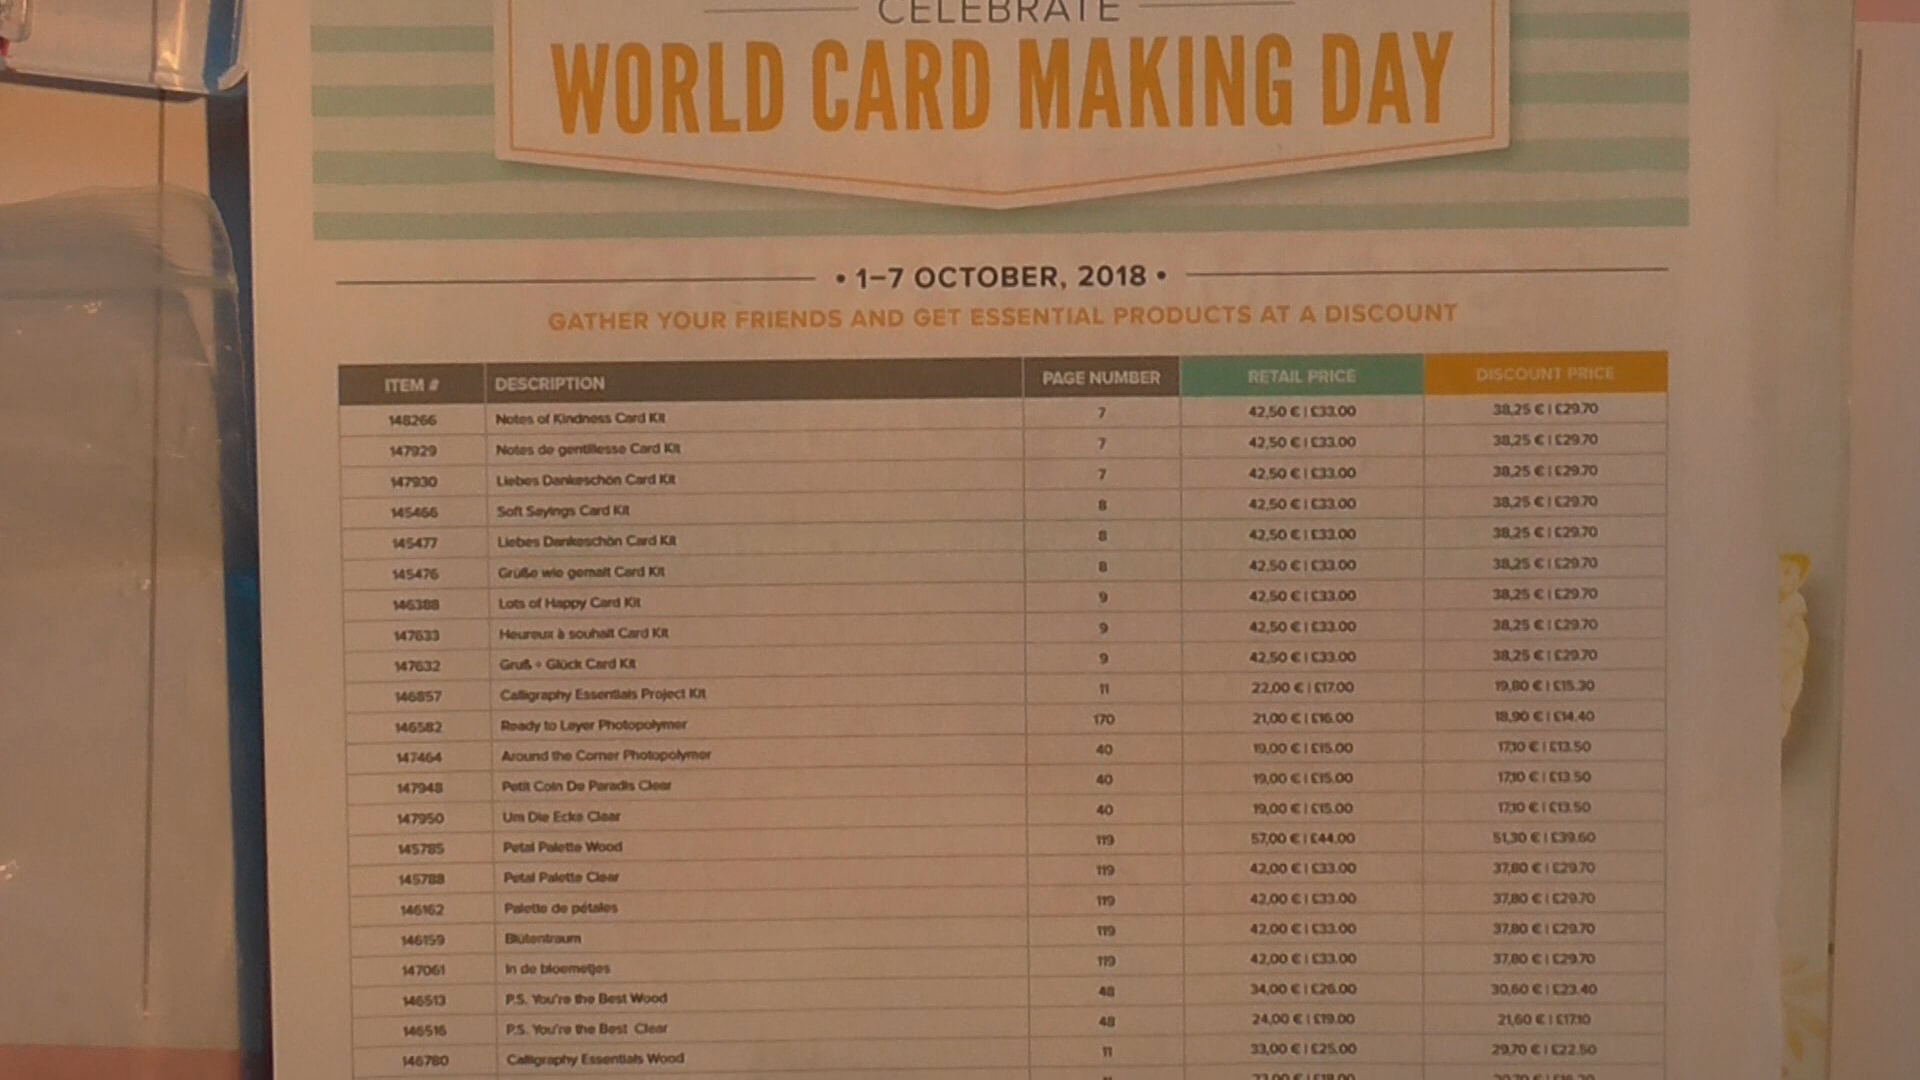 CELEBRATE
WORLD CARD MAKING DAY
• 1–7 OCTOBER, 2018 •
GATHER YOUR FRIENDS AND GET ESSENTIAL PRODUCTS AT A DISCOUNT
ITEM # DESCRIPTION PAGE NUMBER RETAIL PRICE DISCOUNT PRICE
148266 Notes of Kindness Card Kit 7 42,50 € | £33.00 38,25 € | £29.70
147929 Notes de gentillesse Card Kit 7 42,50 € | £33.00 38,25 € | £29.70
147930 Liebes Dankeschön Card Kit 7 42,50 € | £33.00 38,25 € | £29.70
145466 Soft Sayings Card Kit 8 42,50 € | £33.00 38,25 € | £29.70
145477 Liebes Dankeschön Card Kit 8 42,50 € | £33.00 38,25 € | £29.70
145476 Grüße wie gemalt Card Kit 8 42,50 € | £33.00 38,25 € | £29.70
146388 Lots of Happy Card Kit 9 42,50 € | £33.00 38,25 € | £29.70
147633 Heureux à souhait Card Kit 9 42,50 € | £33.00 38,25 € | £29.70
147632 Gruß + Glück Card Kit 9 42,50 € | £33.00 38,25 € | £29.70
146857 Calligraphy Essentials Project Kit 11 22,00 € | £17.00 19,80 € | £15.30
146582 Ready to Layer Photopolymer 170 21,00 € | £16.00 18,90 € | £14.40
147464 Around the Corner Photopolymer 40 19,00 € | £15.00 17,10 € | £13.50
147948 Petit Coin De Paradis Clear 40 19,00 € | £15.00 17,10 € | £13.50
147950 Um Die Ecke Clear 40 19,00 € | £15.00 17,10 € | £13.50
145785 Petal Palette Wood 119 57,00 € | £44.00 51,30 € | £39.60
145788 Petal Palette Clear 119 42,00 € | £33.00 37,80 € | £29.70
146162 Palette de pétales 119 42,00 € | £33.00 37,80 € | £29.70
146159 Blütentraum 119 42,00 € | £33.00 37,80 € | £29.70
147061 In de bloemetjes 119 42,00 € | £33.00 37,80 € | £29.70
146513 P.S. You're the Best Wood 48 34,00 € | £26.00 30,60 € | £23.40
146516 P.S. You're the Best Clear 48 24,00 € | £19.00 21,60 € | £17.10
146780 Calligraphy Essentials Wood 11 33,00 € | £25.00 29,70 € | £22.50